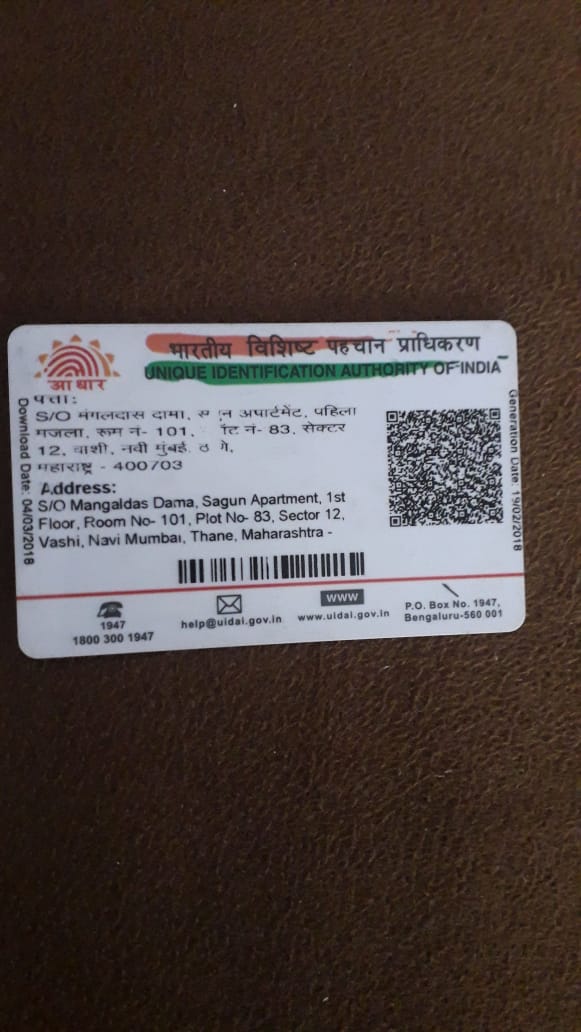 भारतीय विशिष्ट पहचान प्राधिकरण
UNIQUE IDENTIFICATION AUTHORITY OF INDIA
आधार
पत्ता:
S/O मंगलदास दामा, अपार्टमेंट, पहिला
मजला, रूम नं- 101, नं- 83, सेक्टर
12, वाशी, नवी मुंबई,
महाराष्ट्र - 400703
Address:
S/O Mangaldas Dama, Sagun Apartment, 1st
Floor, Room No- 101, Plot No- 83, Sector 12,
Vashi, Navi Mumbai, Thane, Maharashtra -
Download Date: 04/03/2018
Generation Date: 19/02/2018
1947
1800 300 1947
help@uidai.gov.in
WWW
www.uidai.gov.in
P.O. Box No. 1947,
Bengaluru-560 001